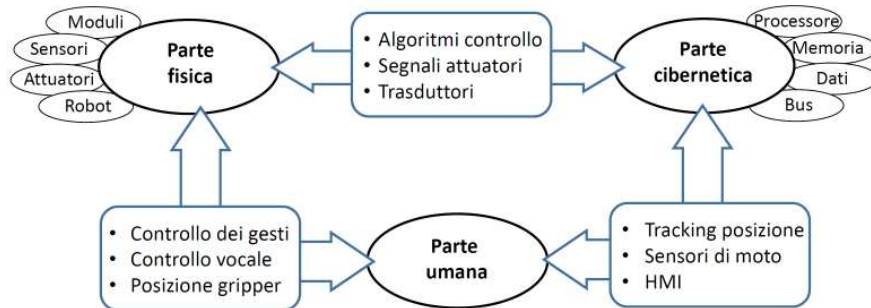 Moduli
Sensori
Attuatori
Robot
Parte
fisica
• Algoritmi controllo
• Segnali attuatori
• Trasduttori
Parte
cibernetica
Processore
Memoria
Dati
Bus
• Controllo dei gesti
• Controllo vocale
• Posizione gripper
Parte
umana
• Tracking posizione
• Sensori di moto
• HMI